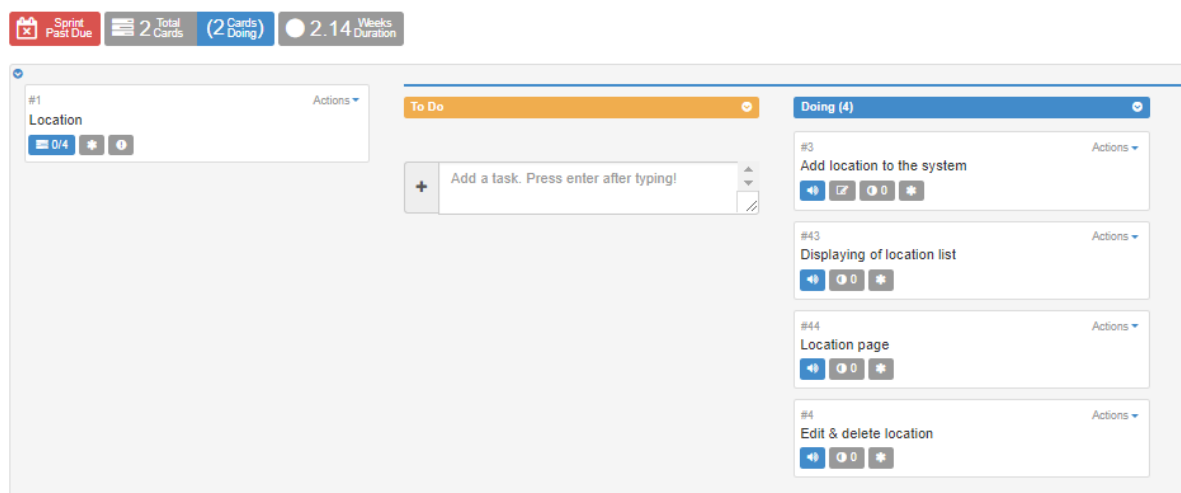 Sprint Past Due
2 Total Cards
(2 Cards Doing)
2.14 Weeks Duration
#1
Actions
Location
0/4
To Do
Add a task. Press enter after typing!
Doing (4)
#3
Actions
Add location to the system
0
#43
Actions
Displaying of location list
0
#44
Actions
Location page
0
#4
Actions
Edit & delete location
0